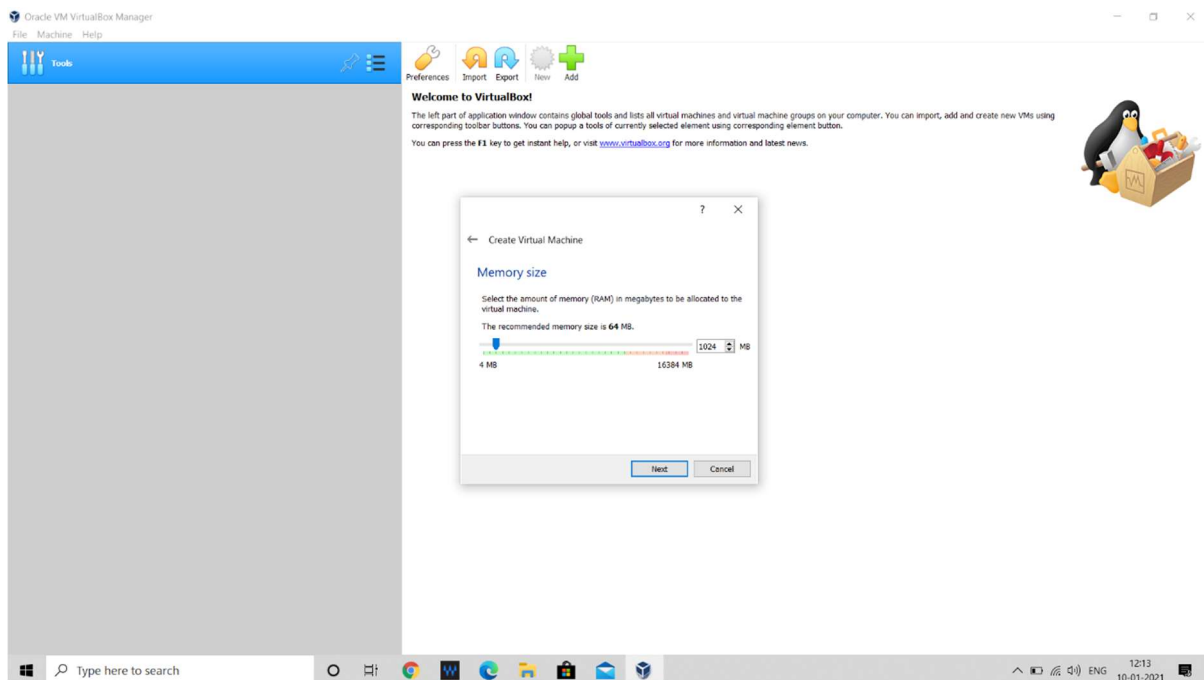 Oracle VM VirtualBox Manager
File Machine Help
Tools
Preferences Import Export New Add
Welcome to VirtualBox!
The left part of application window contains global tools and lists all virtual machines and virtual machine groups on your computer. You can import, add and create new VMs using
corresponding toolbar buttons. You can popup a tools of currently selected element using corresponding element button.
You can press the F1 key to get instant help, or visit www.virtualbox.org for more information and latest news.
?
Create Virtual Machine
Memory size
Select the amount of memory (RAM) in megabytes to be allocated to the
virtual machine.
The recommended memory size is 64 MB.
1024 MB
4 MB 16384 MB
Next Cancel
Type here to search
ENG
12:13
10-01-2021